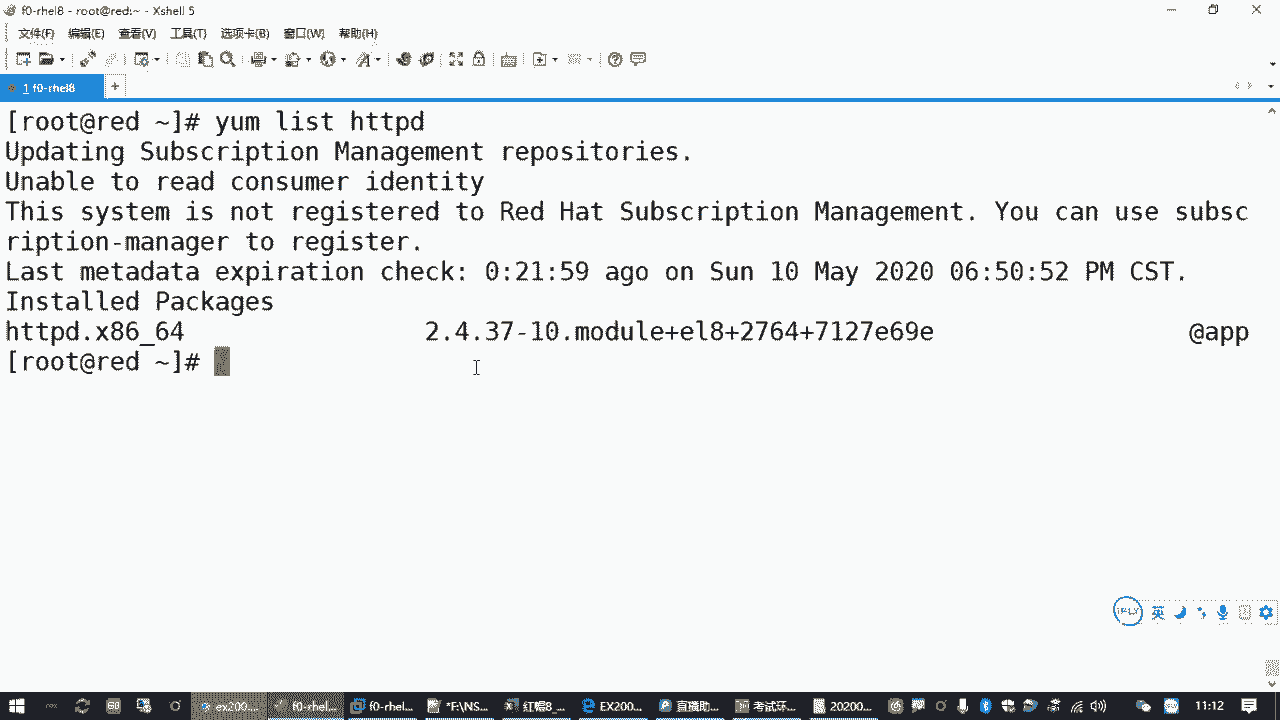 f0-rhel8 - root@red:~ - Xshell 5
文件(F) 编辑(E) 查看(V) 工具(T) 选项卡(B) 窗口(W) 帮助(H)
1 f0-rhel8
[root@red ~]# yum list httpd
Updating Subscription Management repositories.
Unable to read consumer identity
This system is not registered to Red Hat Subscription Management. You can use subsc
ription-manager to register.
Last metadata expiration check: 0:21:59 ago on Sun 10 May 2020 06:50:52 PM CST.
Installed Packages
httpd.x86_64 2.4.37-10.module+el8+2764+7127e69e @app
[root@red ~]#
iFLY 英
ex200... f0-rhel... f0-rhel... *F:\NS... 红帽8_... EX200... 直播助... 考试环... 20200... 11:12